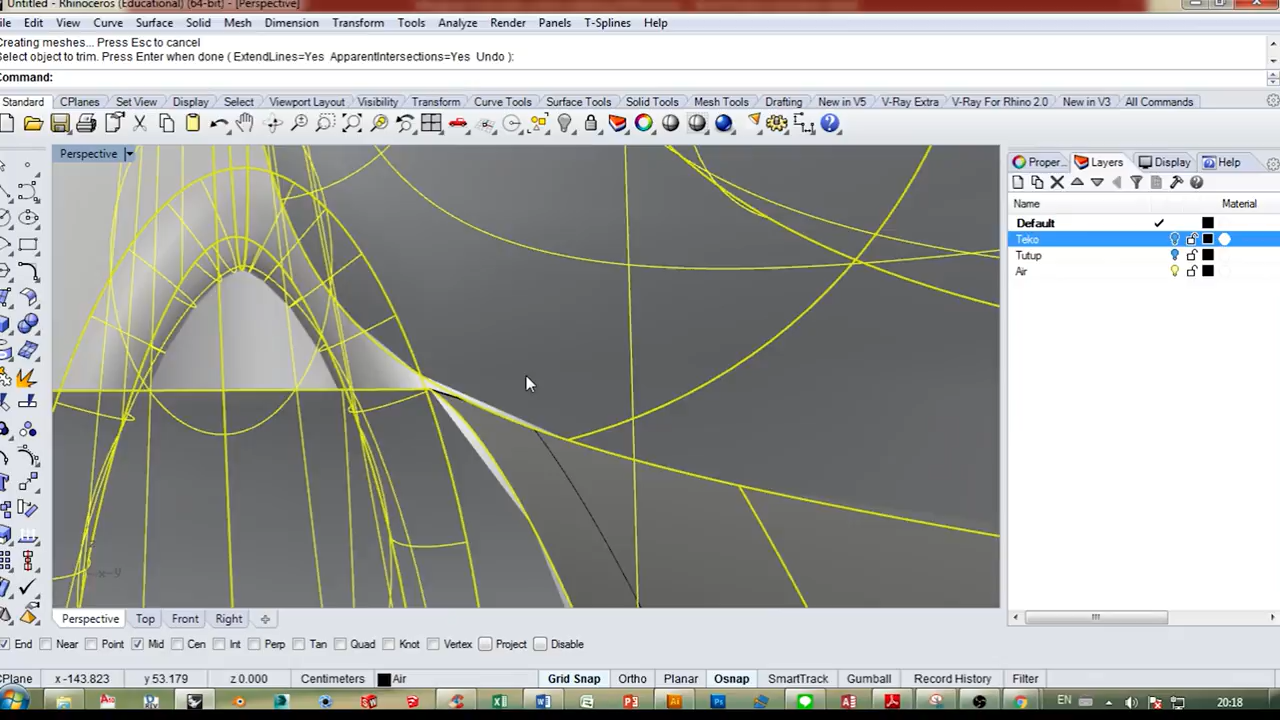 Untitled - Rhinoceros (Educational) (64-bit) - [Perspective]
File Edit View Curve Surface Solid Mesh Dimension Transform Tools Analyze Render Panels T-Splines Help
Creating meshes... Press Esc to cancel
Select object to trim. Press Enter when done ( ExtendLines=Yes ApparentIntersections=Yes Undo ):
Command:
Standard CPlanes Set View Display Select Viewport Layout Visibility Transform Curve Tools Surface Tools Solid Tools Mesh Tools Drafting New in V5 V-Ray Extra V-Ray For Rhino 2.0 New in V3 All Commands
Perspective
Proper... Layers Display Help
Name Material
Default
Teko
Tutup
Air
x-y
Perspective Top Front Right
End Near Point Mid Cen Int Perp Tan Quad Knot Vertex Project Disable
CPlane x -143.823 y 53.179 z 0.000 Centimeters Air Grid Snap Ortho Planar Osnap SmartTrack Gumball Record History Filter
EN 20:18